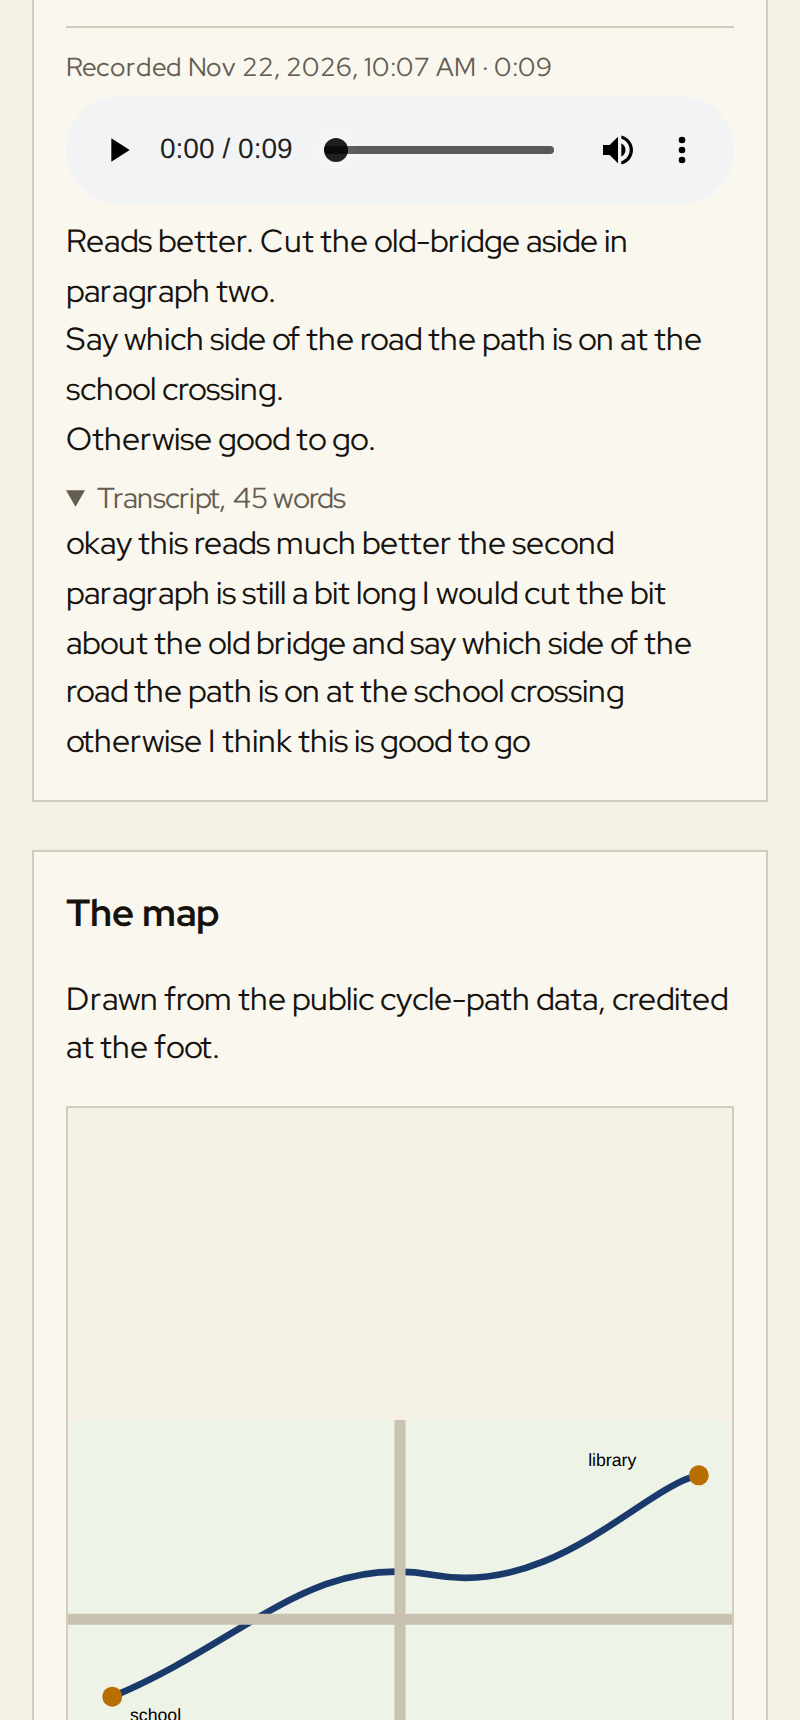 Recorded Nov 22, 2026, 10:07 AM · 0:09
0:00 / 0:09
Reads better. Cut the old-bridge aside in
paragraph two.
Say which side of the road the path is on at the
school crossing.
Otherwise good to go.
Transcript, 45 words
okay this reads much better the second
paragraph is still a bit long I would cut the bit
about the old bridge and say which side of the
road the path is on at the school crossing
otherwise I think this is good to go
The map
Drawn from the public cycle-path data, credited
at the foot.
library
school